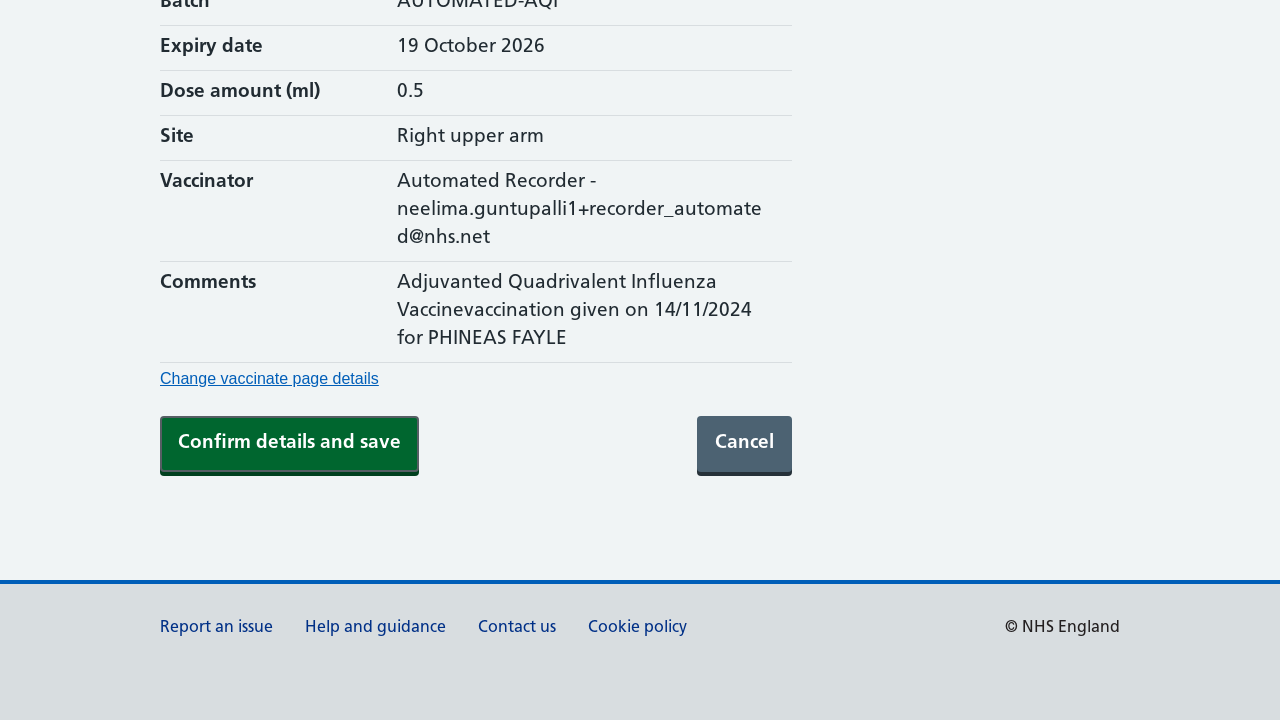 Batch AUTOMATED-AQI
Expiry date 19 October 2026
Dose amount (ml) 0.5
Site Right upper arm
Vaccinator Automated Recorder -
neelima.guntupalli1+recorder_automate
d@nhs.net
Comments Adjuvanted Quadrivalent Influenza
Vaccinevaccination given on 14/11/2024
for PHINEAS FAYLE
Change vaccinate page details
Confirm details and save Cancel
Report an issue Help and guidance Contact us Cookie policy © NHS England